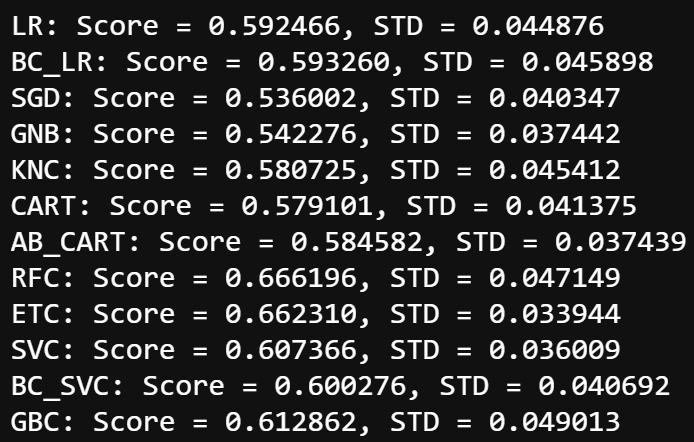 LR: Score = 0.592466, STD = 0.044876
BC_LR: Score = 0.593260, STD = 0.045898
SGD: Score = 0.536002, STD = 0.040347
GNB: Score = 0.542276, STD = 0.037442
KNC: Score = 0.580725, STD = 0.045412
CART: Score = 0.579101, STD = 0.041375
AB_CART: Score = 0.584582, STD = 0.037439
RFC: Score = 0.666196, STD = 0.047149
ETC: Score = 0.662310, STD = 0.033944
SVC: Score = 0.607366, STD = 0.036009
BC_SVC: Score = 0.600276, STD = 0.040692
GBC: Score = 0.612862, STD = 0.049013